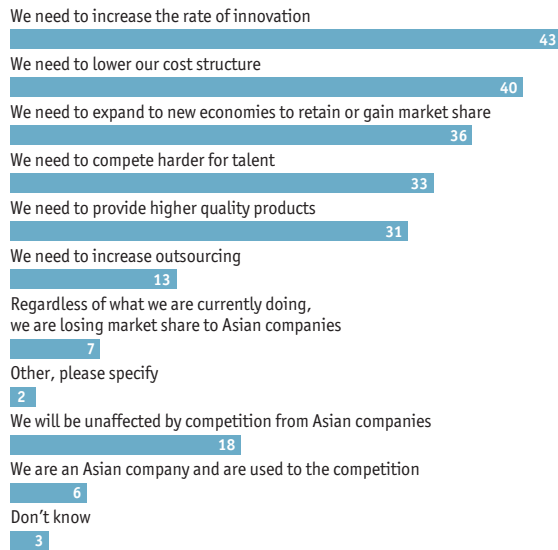 We need to increase the rate of innovation
43
We need to lower our cost structure
40
We need to expand to new economies to retain or gain market share
36
We need to compete harder for talent
33
We need to provide higher quality products
31
We need to increase outsourcing
13
Regardless of what we are currently doing,
we are losing market share to Asian companies
7
Other, please specify
2
We will be unaffected by competition from Asian companies
18
We are an Asian company and are used to the competition
6
Don’t know
3